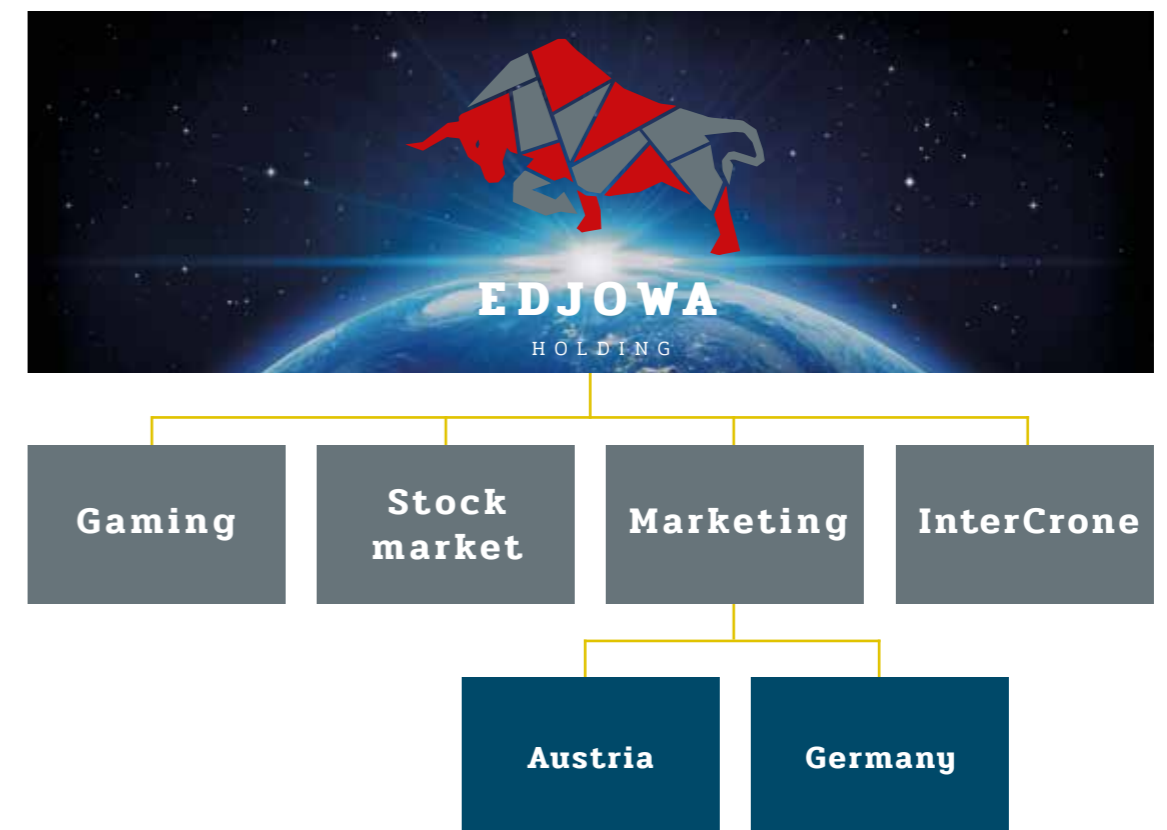 EDJOWA
HOLDING
Gaming
Stock
market
Marketing
InterCrone
Austria
Germany